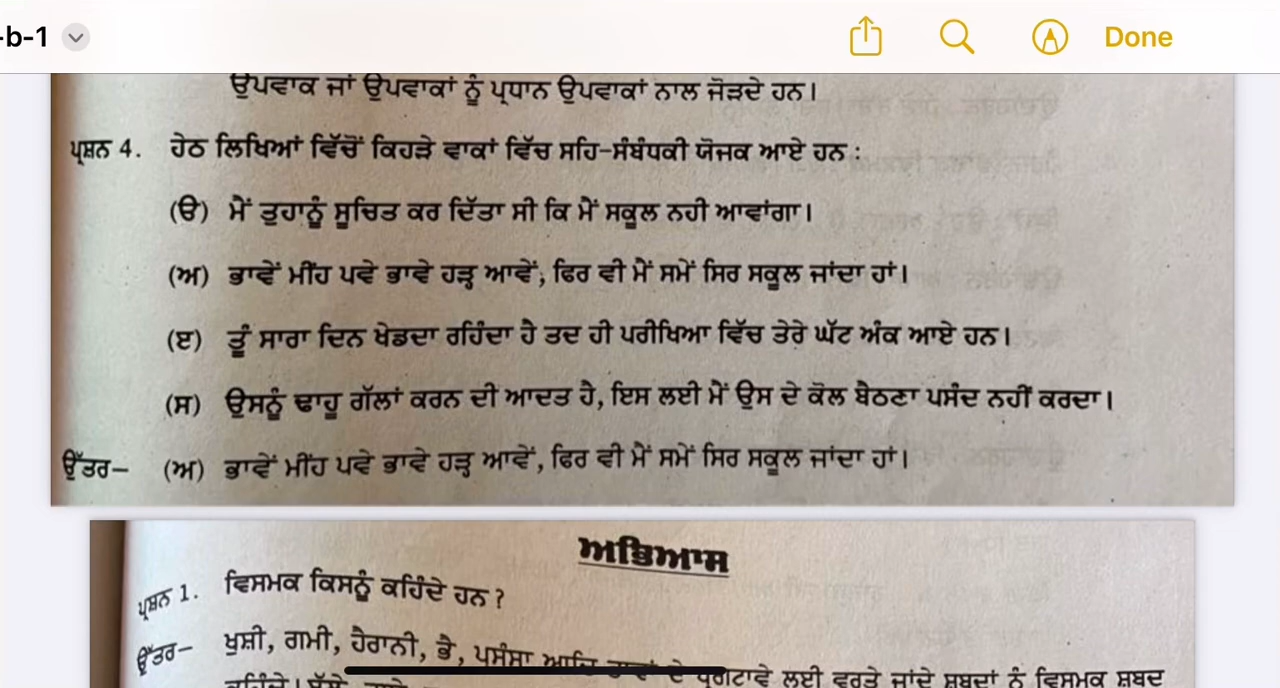 -b-1
Done
ਉਪਵਾਕ ਜਾਂ ਉਪਵਾਕਾਂ ਨੂੰ ਪ੍ਰਧਾਨ ਉਪਵਾਕਾਂ ਨਾਲ ਜੋੜਦੇ ਹਨ।
ਪ੍ਰਸ਼ਨ 4. ਹੇਠ ਲਿਖਿਆਂ ਵਿੱਚੋਂ ਕਿਹੜੇ ਵਾਕਾਂ ਵਿੱਚ ਸਹਿ-ਸੰਬੰਧਕੀ ਯੋਜਕ ਆਏ ਹਨ :
(ੳ) ਮੈਂ ਤੁਹਾਨੂੰ ਸੂਚਿਤ ਕਰ ਦਿੱਤਾ ਸੀ ਕਿ ਮੈਂ ਸਕੂਲ ਨਹੀ ਆਵਾਂਗਾ।
(ਅ) ਭਾਵੇਂ ਮੀਂਹ ਪਵੇ ਭਾਵੇ ਹੜ੍ਹ ਆਵੇਂ, ਫਿਰ ਵੀ ਮੈਂ ਸਮੇਂ ਸਿਰ ਸਕੂਲ ਜਾਂਦਾ ਹਾਂ।
(ੲ) ਤੂੰ ਸਾਰਾ ਦਿਨ ਖੇਡਦਾ ਰਹਿੰਦਾ ਹੈ ਤਦ ਹੀ ਪਰੀਖਿਆ ਵਿੱਚ ਤੇਰੇ ਘੱਟ ਅੰਕ ਆਏ ਹਨ।
(ਸ) ਉਸਨੂੰ ਢਾਹੂ ਗੱਲਾਂ ਕਰਨ ਦੀ ਆਦਤ ਹੈ, ਇਸ ਲਈ ਮੈਂ ਉਸ ਦੇ ਕੋਲ ਬੈਠਣਾ ਪਸੰਦ ਨਹੀਂ ਕਰਦਾ।
ਉੱਤਰ– (ਅ) ਭਾਵੇਂ ਮੀਂਹ ਪਵੇ ਭਾਵੇ ਹੜ੍ਹ ਆਵੇਂ, ਫਿਰ ਵੀ ਮੈਂ ਸਮੇਂ ਸਿਰ ਸਕੂਲ ਜਾਂਦਾ ਹਾਂ।
ਅਭਿਆਸ
ਪ੍ਰਸ਼ਨ 1. ਵਿਸਮਕ ਕਿਸਨੂੰ ਕਹਿੰਦੇ ਹਨ ?
ਉੱਤਰ– ਖੁਸ਼ੀ, ਗਮੀ, ਹੈਰਾਨੀ, ਭੈ, ਪ੍ਰਸੰਸਾ ਆਦਿ ਦੇ ਪ੍ਰਗਟਾਵੇ ਲਈ ਵਰਤੇ ਜਾਂਦੇ ਸ਼ਬਦਾਂ ਨੂੰ ਵਿਸਮਕ ਸ਼ਬਦ